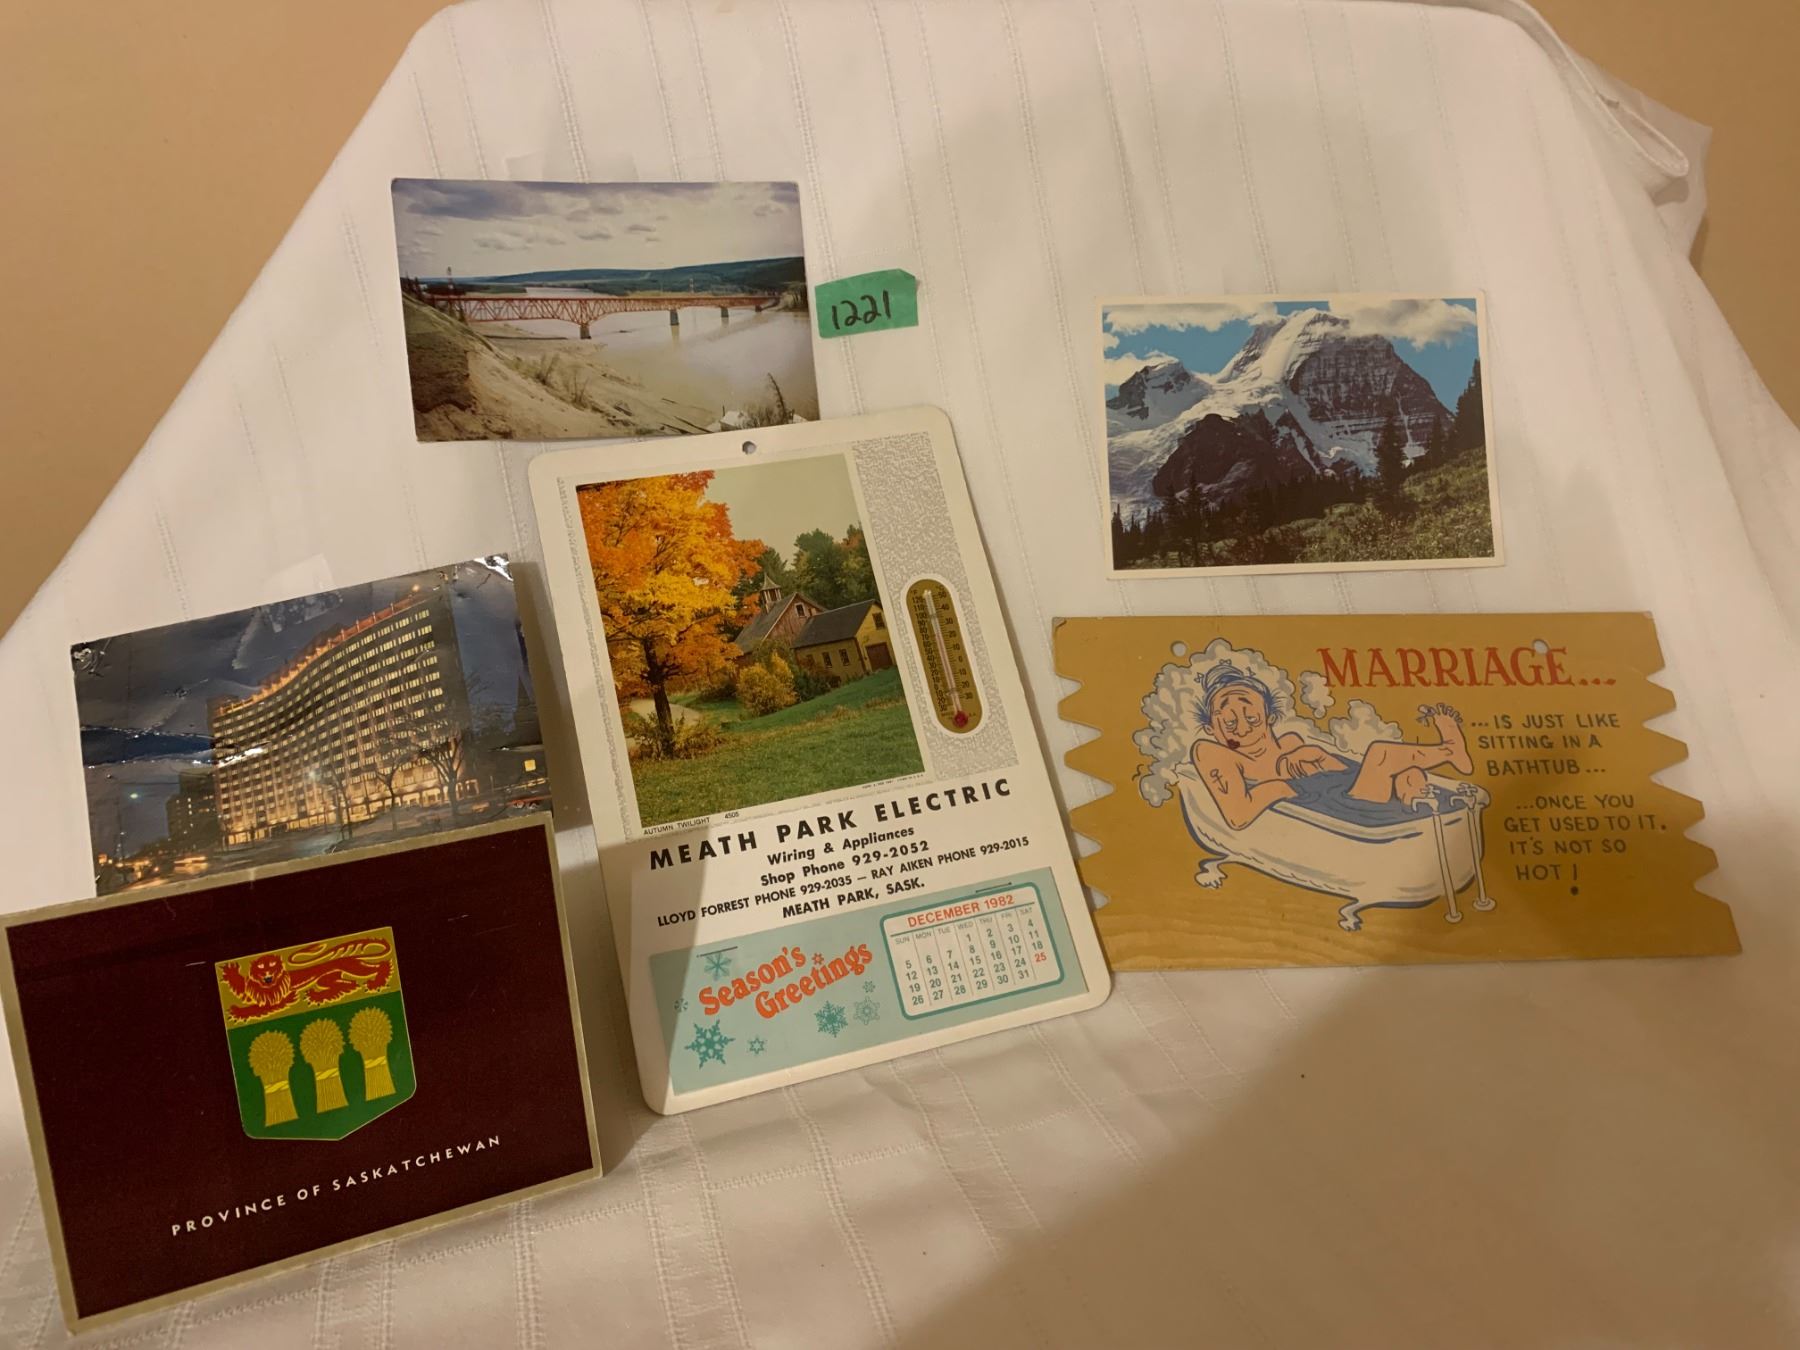 1221
AUTUMN TWILIGHT 4505
MEATH PARK ELECTRIC
Wiring & Appliances
Shop Phone 929-2052
LLOYD FORREST PHONE 929-2035 — RAY AIKEN PHONE 929-2015
MEATH PARK, SASK.
Season's
Greetings
DECEMBER 1982
SUN MON TUE WED THU FRI SAT
1 2 3 4
5 6 7 8 9 10 11
12 13 14 15 16 17 18
19 20 21 22 23 24 25
26 27 28 29 30 31
MARRIAGE...
...IS JUST LIKE
SITTING IN A
BATHTUB...
...ONCE YOU
GET USED TO IT.
IT'S NOT SO
HOT!
PROVINCE OF SASKATCHEWAN